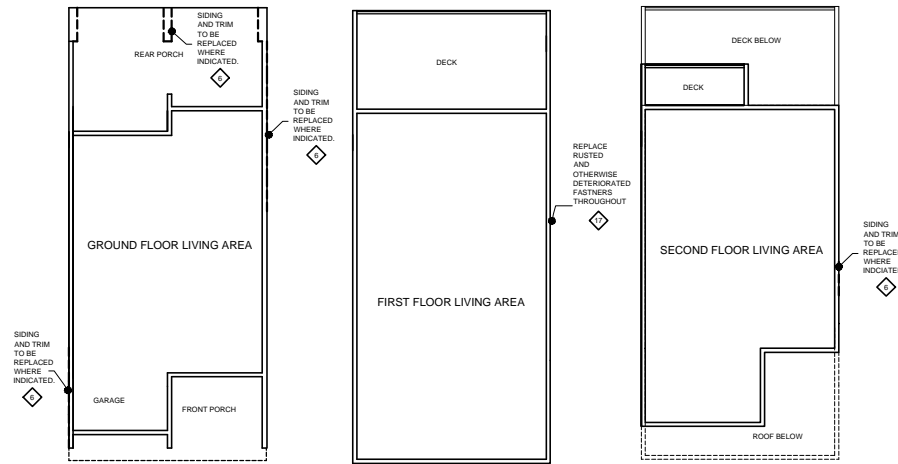 SIDING
AND TRIM
TO BE
REPLACED
WHERE
INDICATED.
6
REAR PORCH
SIDING
AND TRIM
TO BE
REPLACED
WHERE
INDICATED.
6
GROUND FLOOR LIVING AREA
SIDING
AND TRIM
TO BE
REPLACED
WHERE
INDICATED.
6
GARAGE
FRONT PORCH
DECK
REPLACE
RUSTED
AND
OTHERWISE
DETERIORATED
FASTNERS
THROUGHOUT
17
FIRST FLOOR LIVING AREA
DECK BELOW
DECK
SECOND FLOOR LIVING AREA
SIDING
AND TRIM
TO BE
REPLACE
WHERE
INDCIATE
6
ROOF BELOW